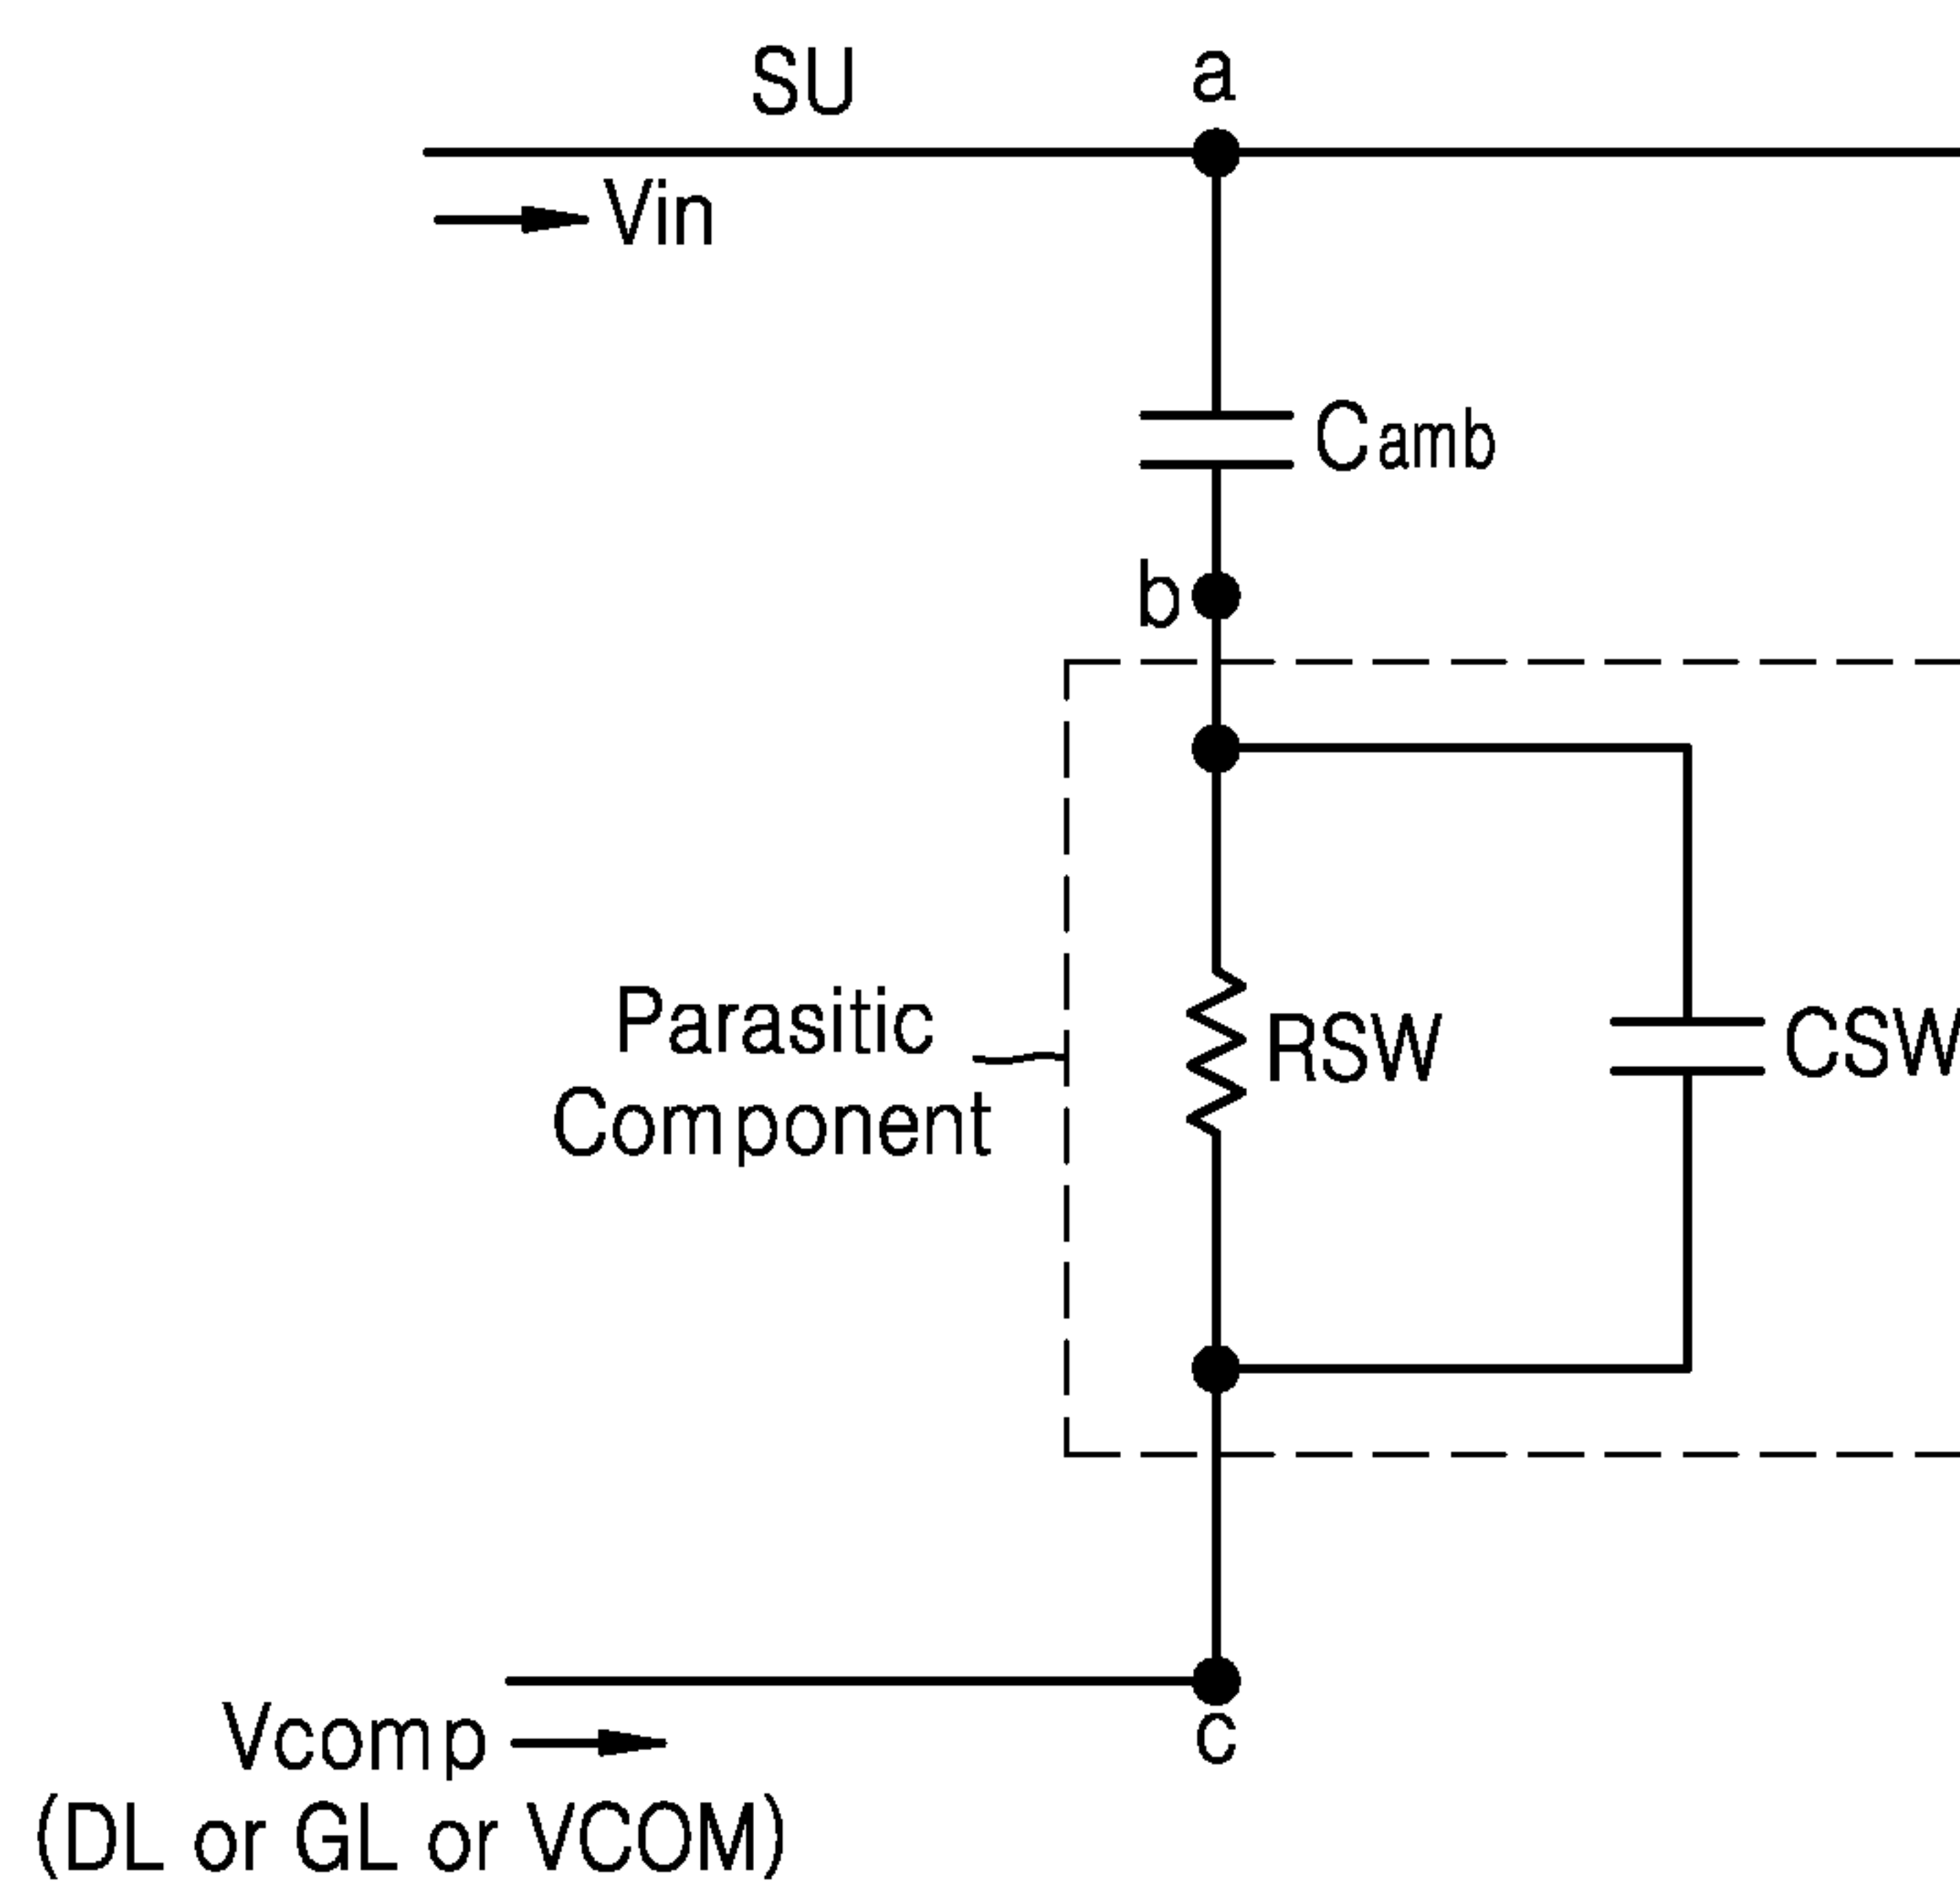 SU
a
Vin
Camb
b
Parasitic
Component
RSW
CSW
Vcomp
c
(DL or GL or VCOM)